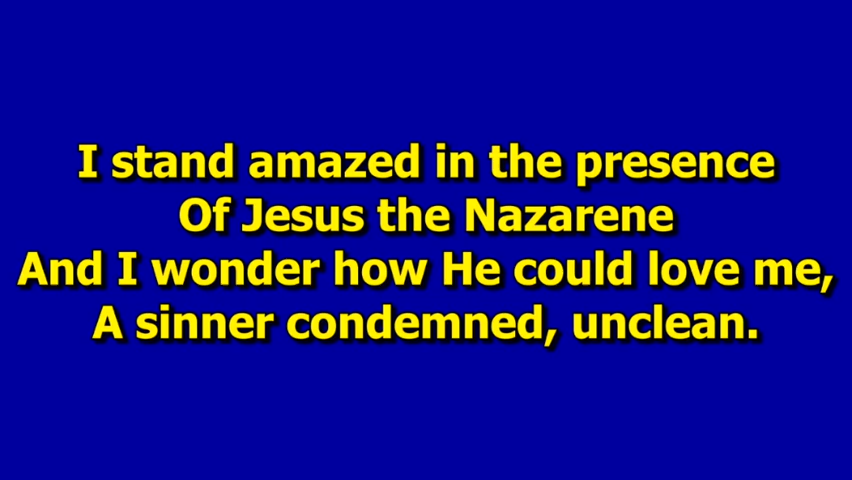 I stand amazed in the presence
Of Jesus the Nazarene
And I wonder how He could love me,
A sinner condemned, unclean.